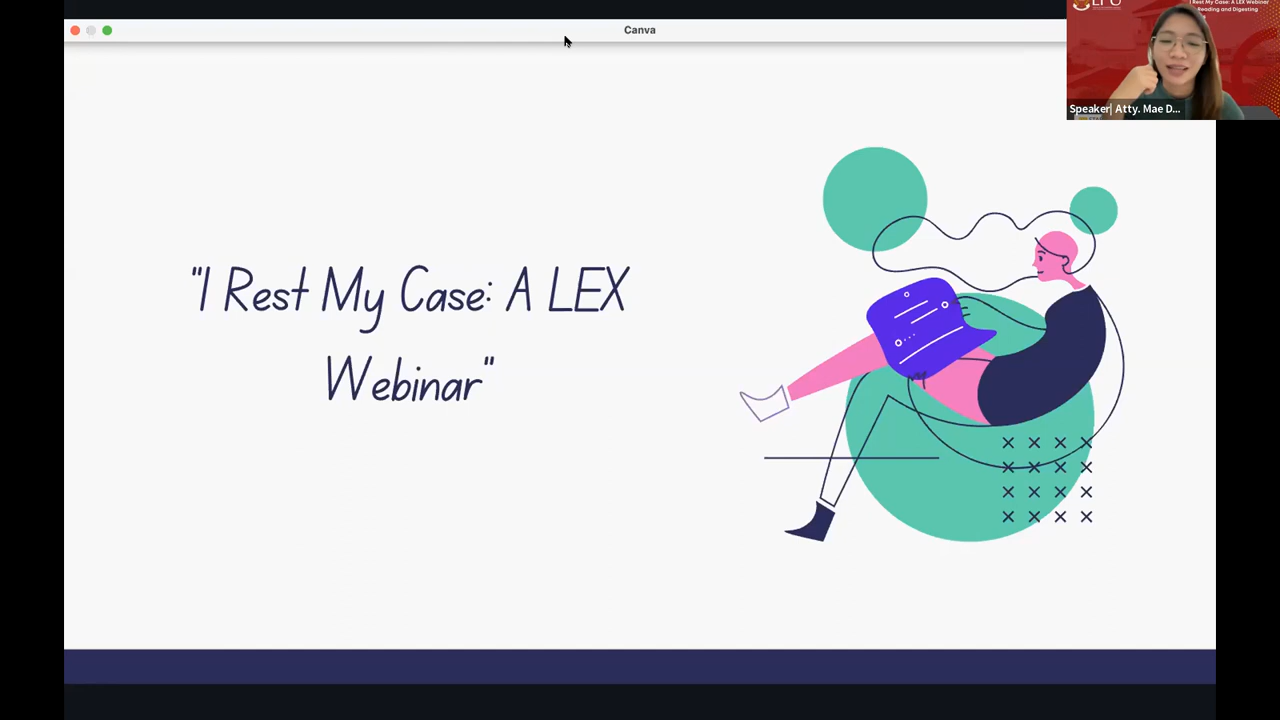 Canva
I Rest My Case: A LEX Webinar
Reading and Digesting
Speaker| Atty. Mae D...
"I Rest My Case: A LEX
Webinar"